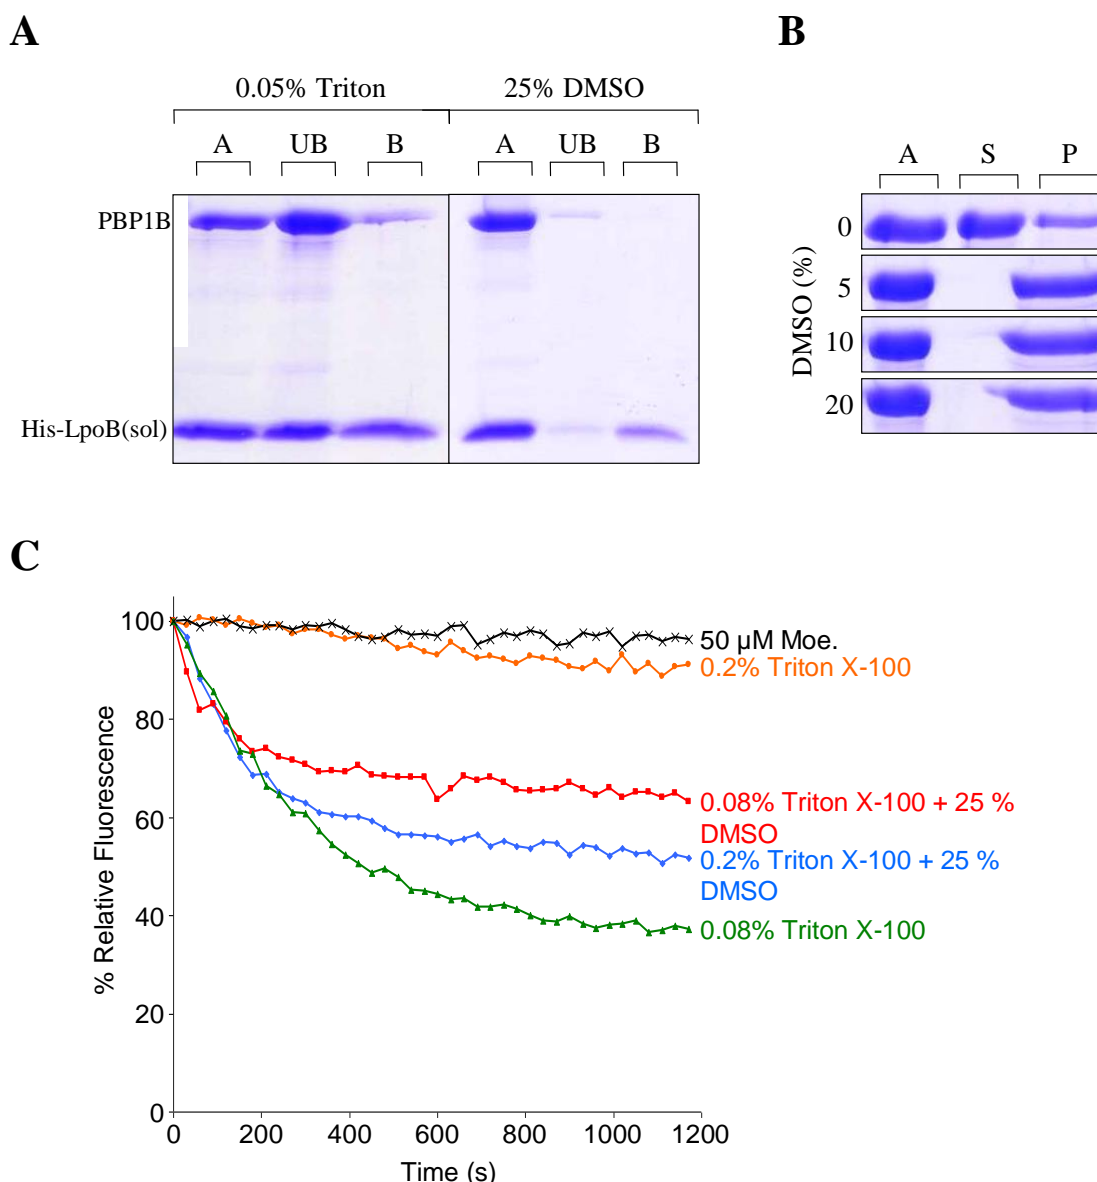 A
0.05% Triton
25% DMSO
A UB B A UB B
PBP1B
His-LpoB(sol)
B
A S P
DMSO (%)
0
5
10
20
C
% Relative Fluorescence
100
80
60
40
20
0
0 200 400 600 800 1000 1200
Time (s)
50 µM Moe.
0.2% Triton X-100
0.08% Triton X-100 + 25 %
DMSO
0.2% Triton X-100 + 25 %
DMSO
0.08% Triton X-100